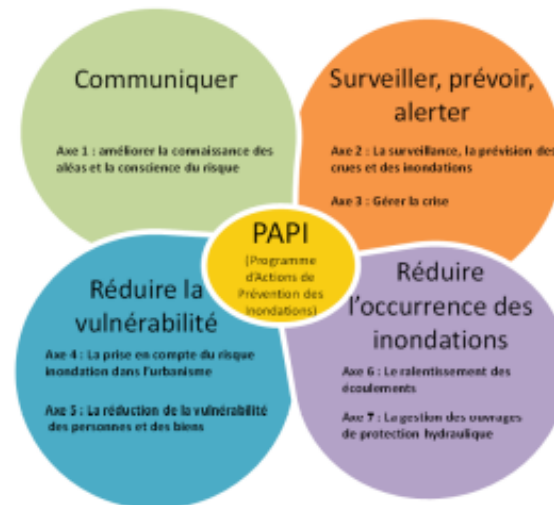 Communiquer
Axe 1 : améliorer la connaissance des
aléas et la conscience du risque
Surveiller, prévoir,
alerter
Axe 2 : La surveillance, la prévision des
crues et des inondations
Axe 3 : Gérer la crise
PAPI
(Programme
d'Actions de
Prévention des
Inondations)
Réduire la
vulnérabilité
Axe 4 : La prise en compte du risque
inondation dans l'urbanisme
Axe 5 : La réduction de la vulnérabilité
des personnes et des biens
Réduire
l'occurrence des
inondations
Axe 6 : Le ralentissement des
écoulements
Axe 7 : La gestion des ouvrages
de protection hydraulique